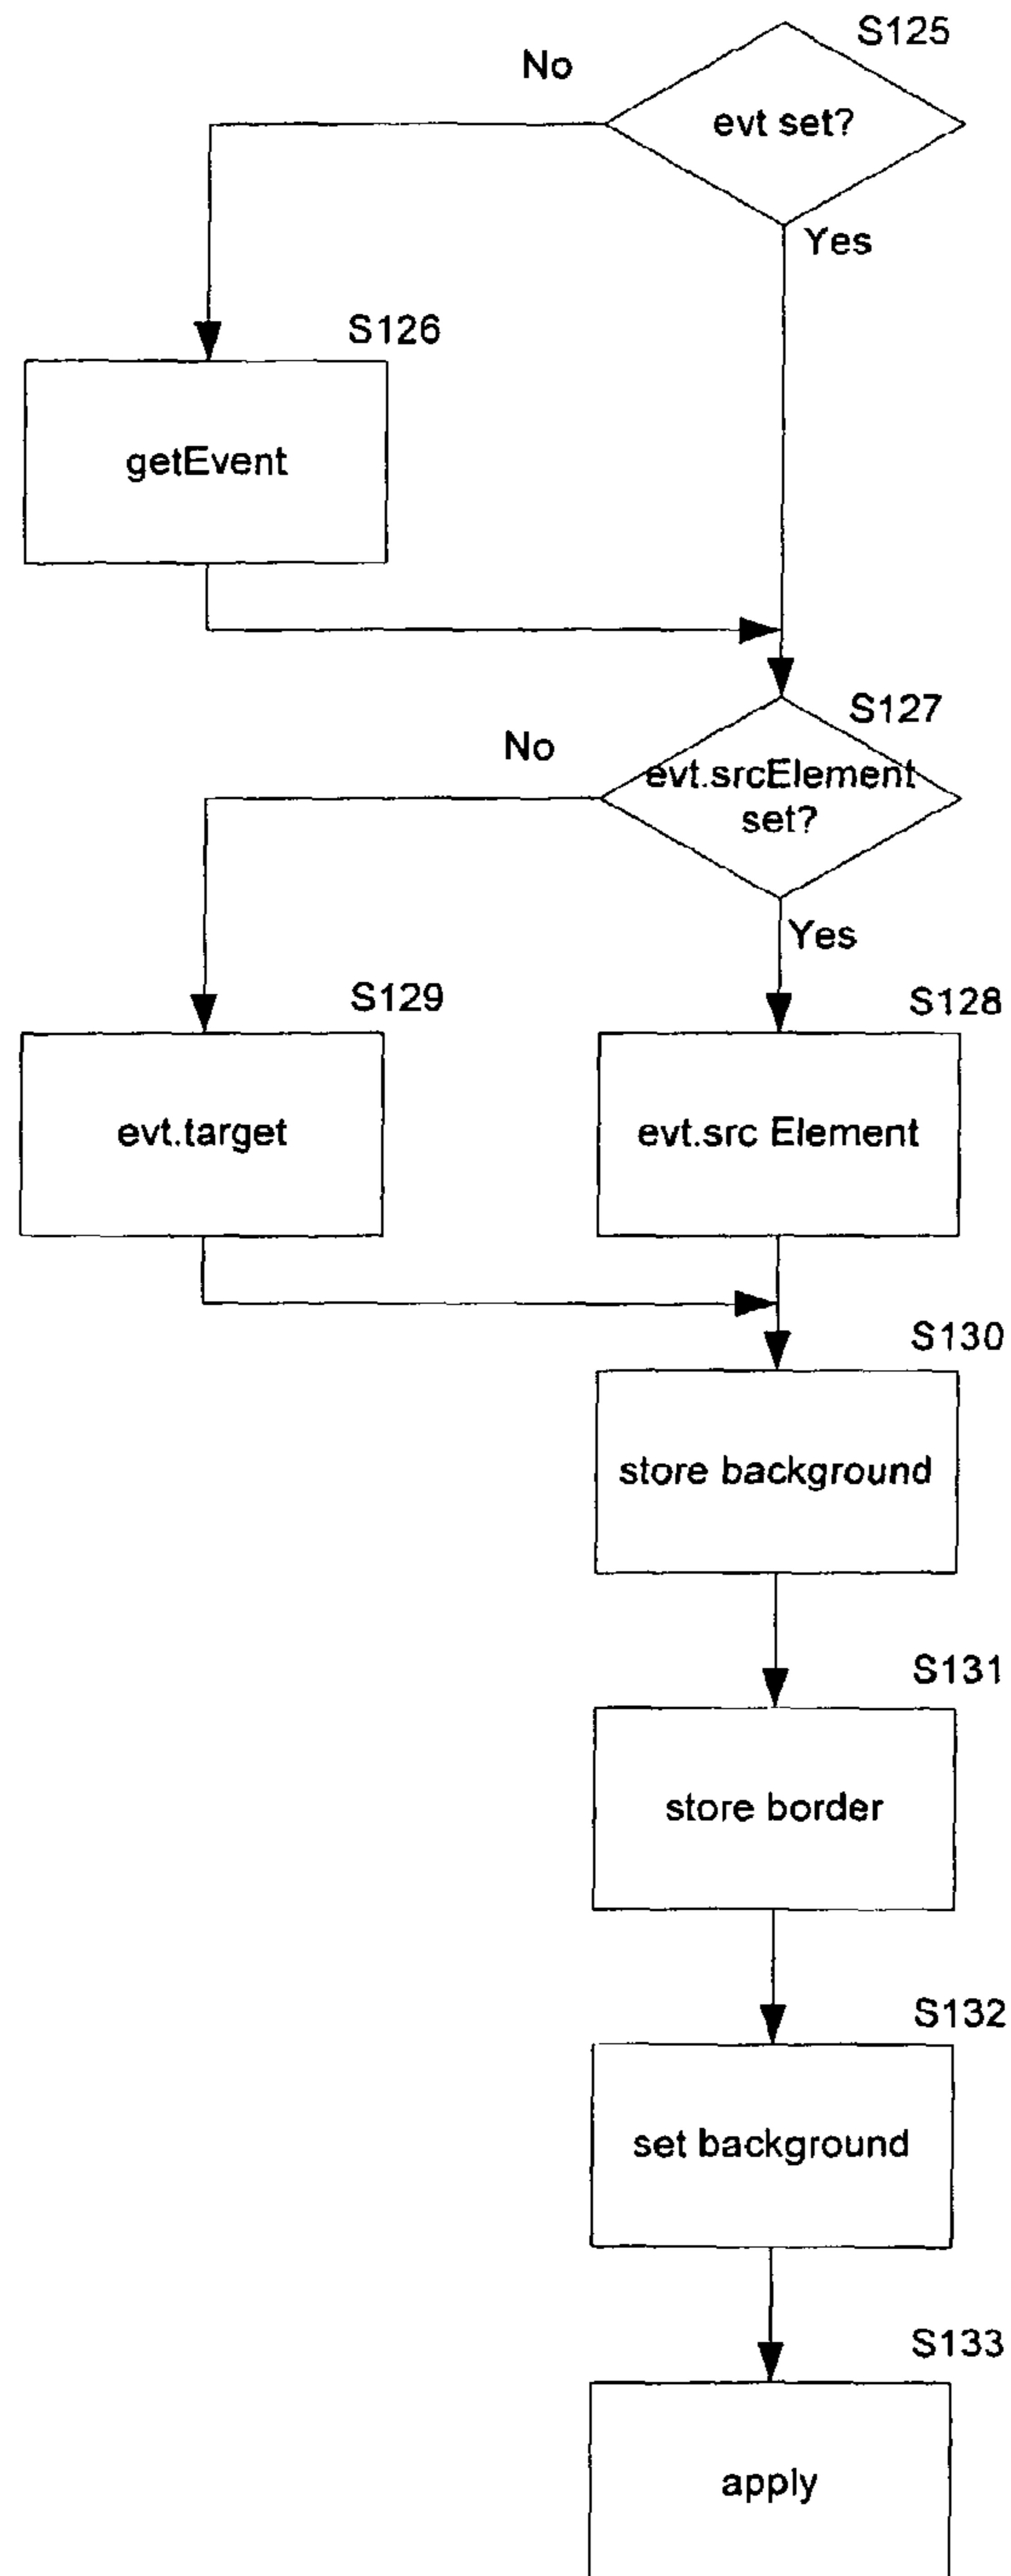 S125
No
evt set?
Yes
S126
getEvent
S127
No
evt.srcElement
set?
Yes
S129
S128
evt.target
evt.src Element
S130
store background
S131
store border
S132
set background
S133
apply